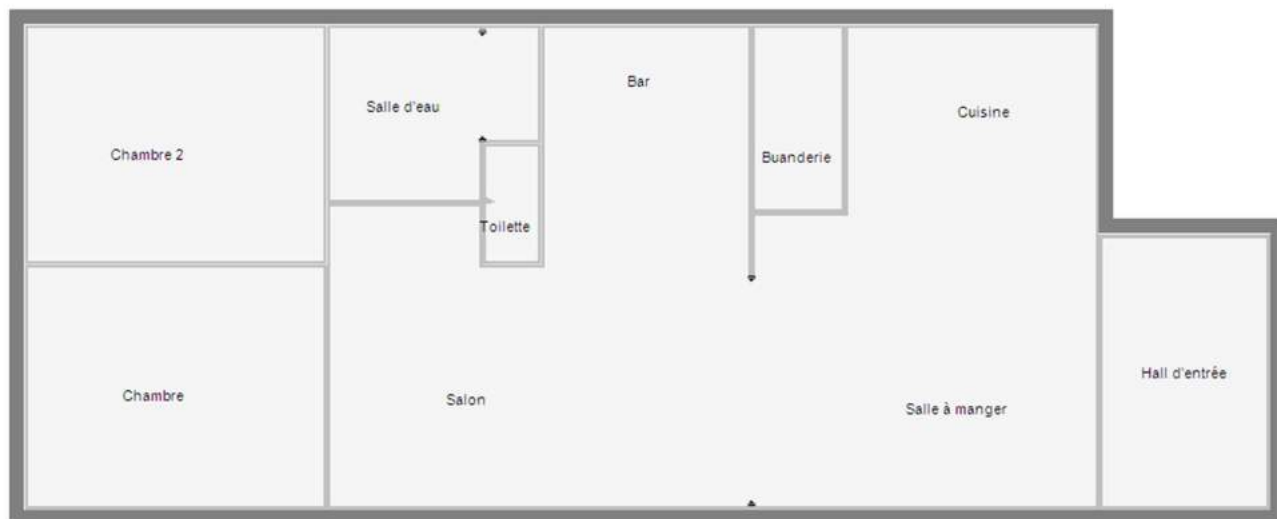 Bar
Salle d'eau
Cuisine
Chambre 2
Buanderie
Toilette
Hall d'entrée
Chambre
Salon
Salle à manger